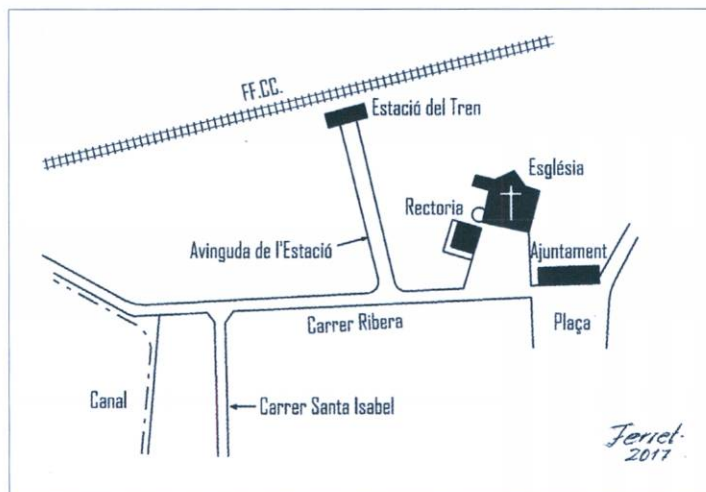 FF.CC.
Estació del Tren
Església
Rectoria
Avinguda de l'Estació
Ajuntament
Carrer Ribera
Plaça
Canal
Carrer Santa Isabel
Ferret.
2017